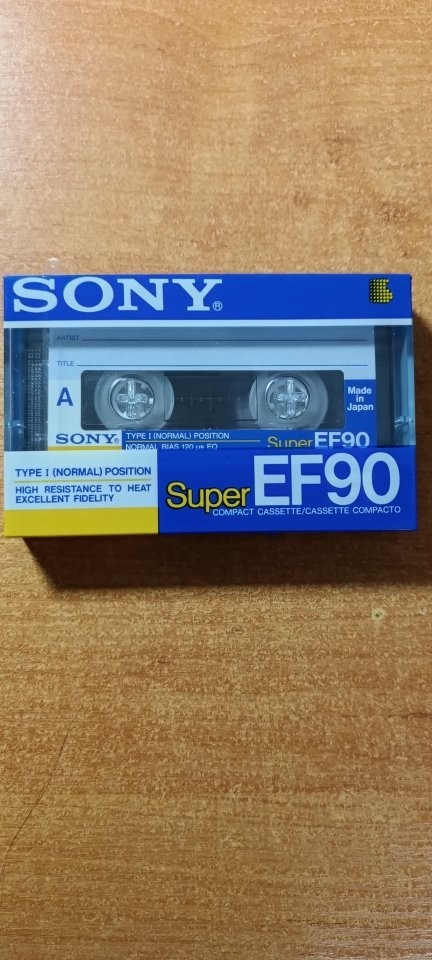 SONY®
ARTIST
TITLE
A
Made
in
Japan
SONY®
TYPE I (NORMAL) POSITION
NORMAL BIAS 120 μs EQ
Super EF90
TYPE I (NORMAL) POSITION
HIGH RESISTANCE TO HEAT
EXCELLENT FIDELITY
Super EF90
COMPACT CASSETTE/CASSETTE COMPACTO